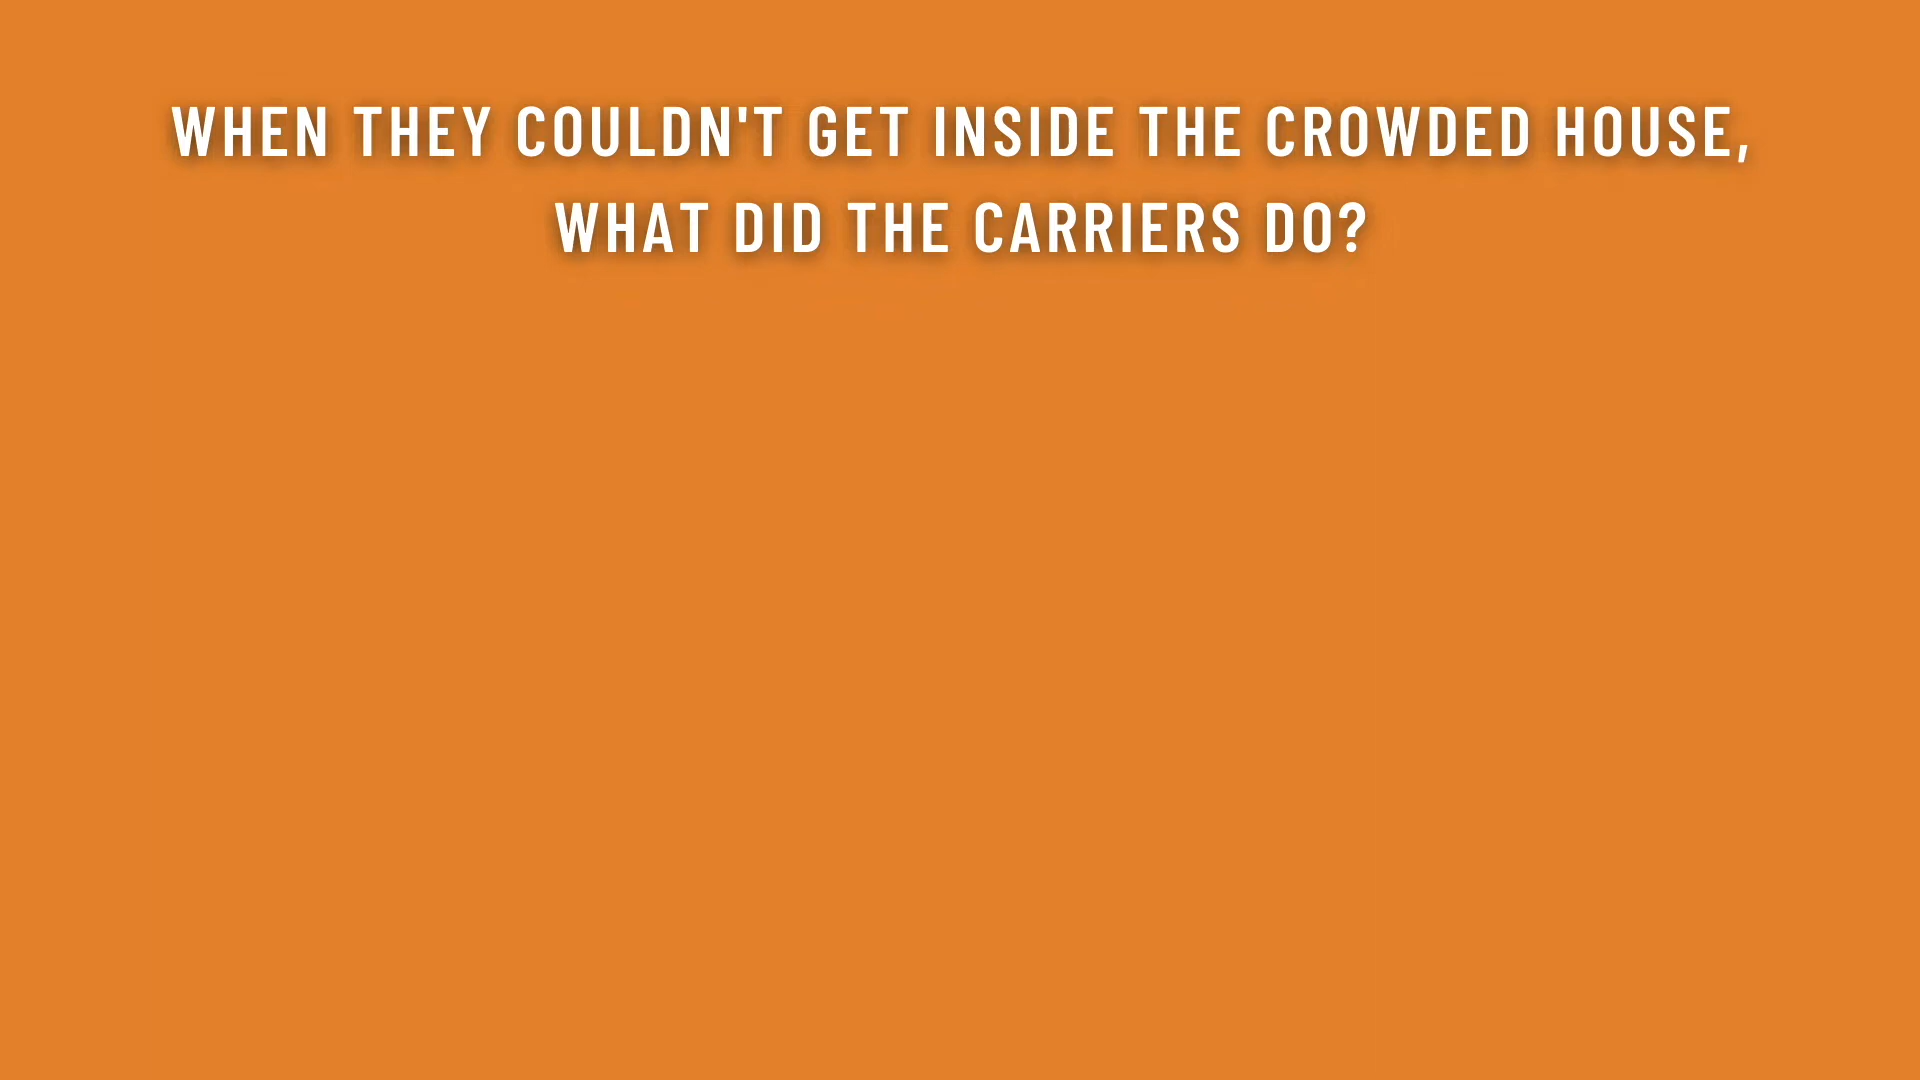 WHEN THEY COULDN'T GET INSIDE THE CROWDED HOUSE,
WHAT DID THE CARRIERS DO?